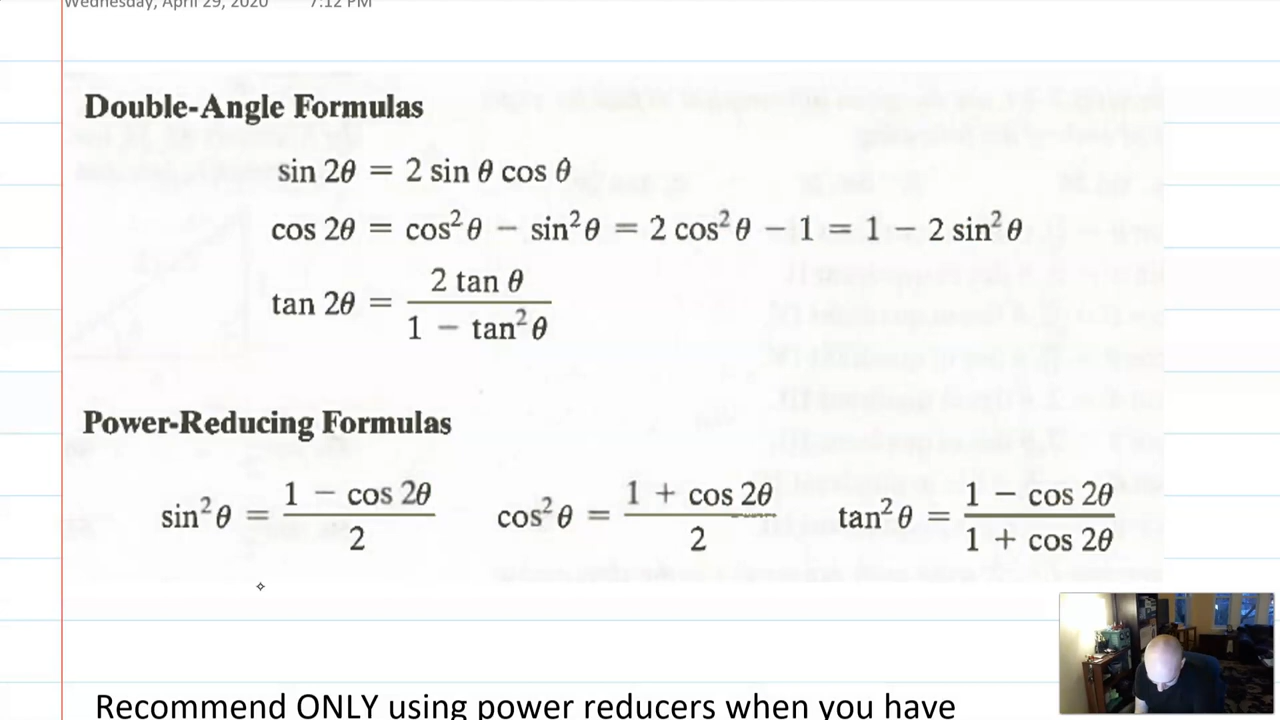 Wednesday, April 29, 2020 7:12 PM
Double-Angle Formulas
sin 2θ = 2 sin θ cos θ
cos 2θ = cos²θ − sin²θ = 2 cos²θ − 1 = 1 − 2 sin²θ
tan 2θ = 2 tan θ / 1 − tan²θ
Power-Reducing Formulas
sin²θ = 1 − cos 2θ / 2 cos²θ = 1 + cos 2θ / 2 tan²θ = 1 − cos 2θ / 1 + cos 2θ
Recommend ONLY using power reducers when you have